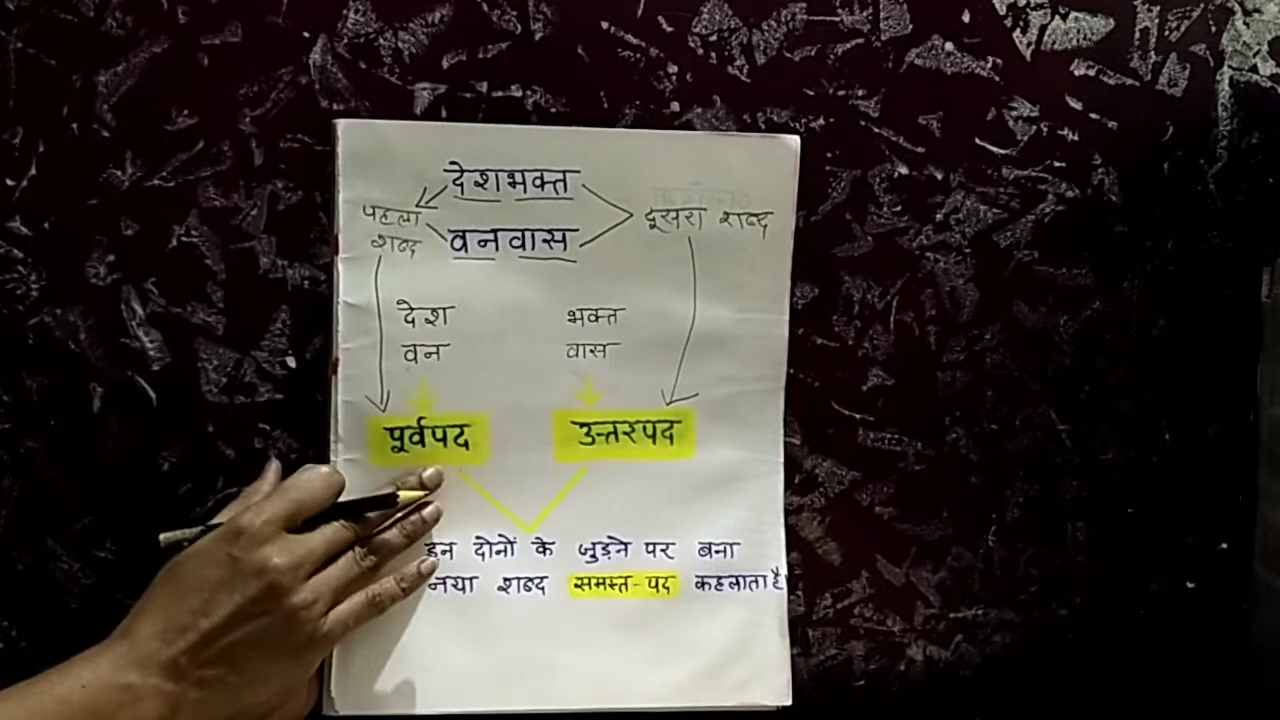 देशभक्त
पहला
शब्द
वनवास
दूसरा शब्द
देश
भक्त
वन
वास
पूर्वपद
उत्तरपद
इन दोनों के जुड़ने पर बना
नया शब्द समस्त-पद कहलाता है।